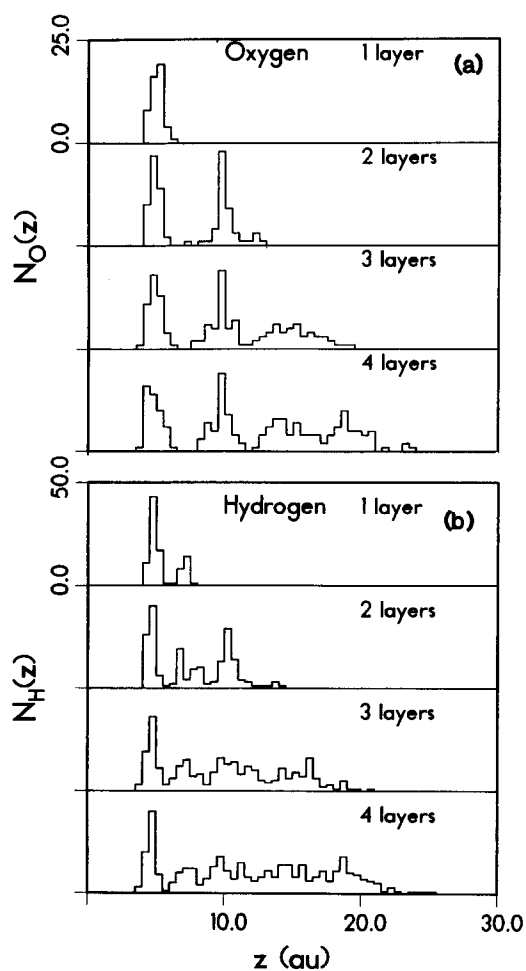 25.0
Oxygen 1 layer (a)
0.0
2 layers
N_O(z)
3 layers
4 layers
50.0
Hydrogen 1 layer (b)
0.0
2 layers
N_H(z)
3 layers
4 layers
10.0 20.0 30.0
z (au)